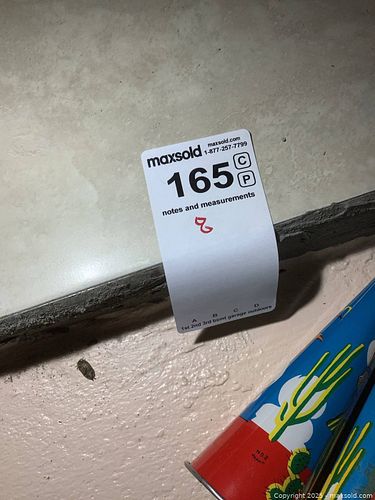 maxsold maxsold.com
1-877-257-7799
165 C
P
notes and measurements
8
A B C D
1st 2nd 3rd bsmt garage outdoors
Copyright 2025 - maxsold.com